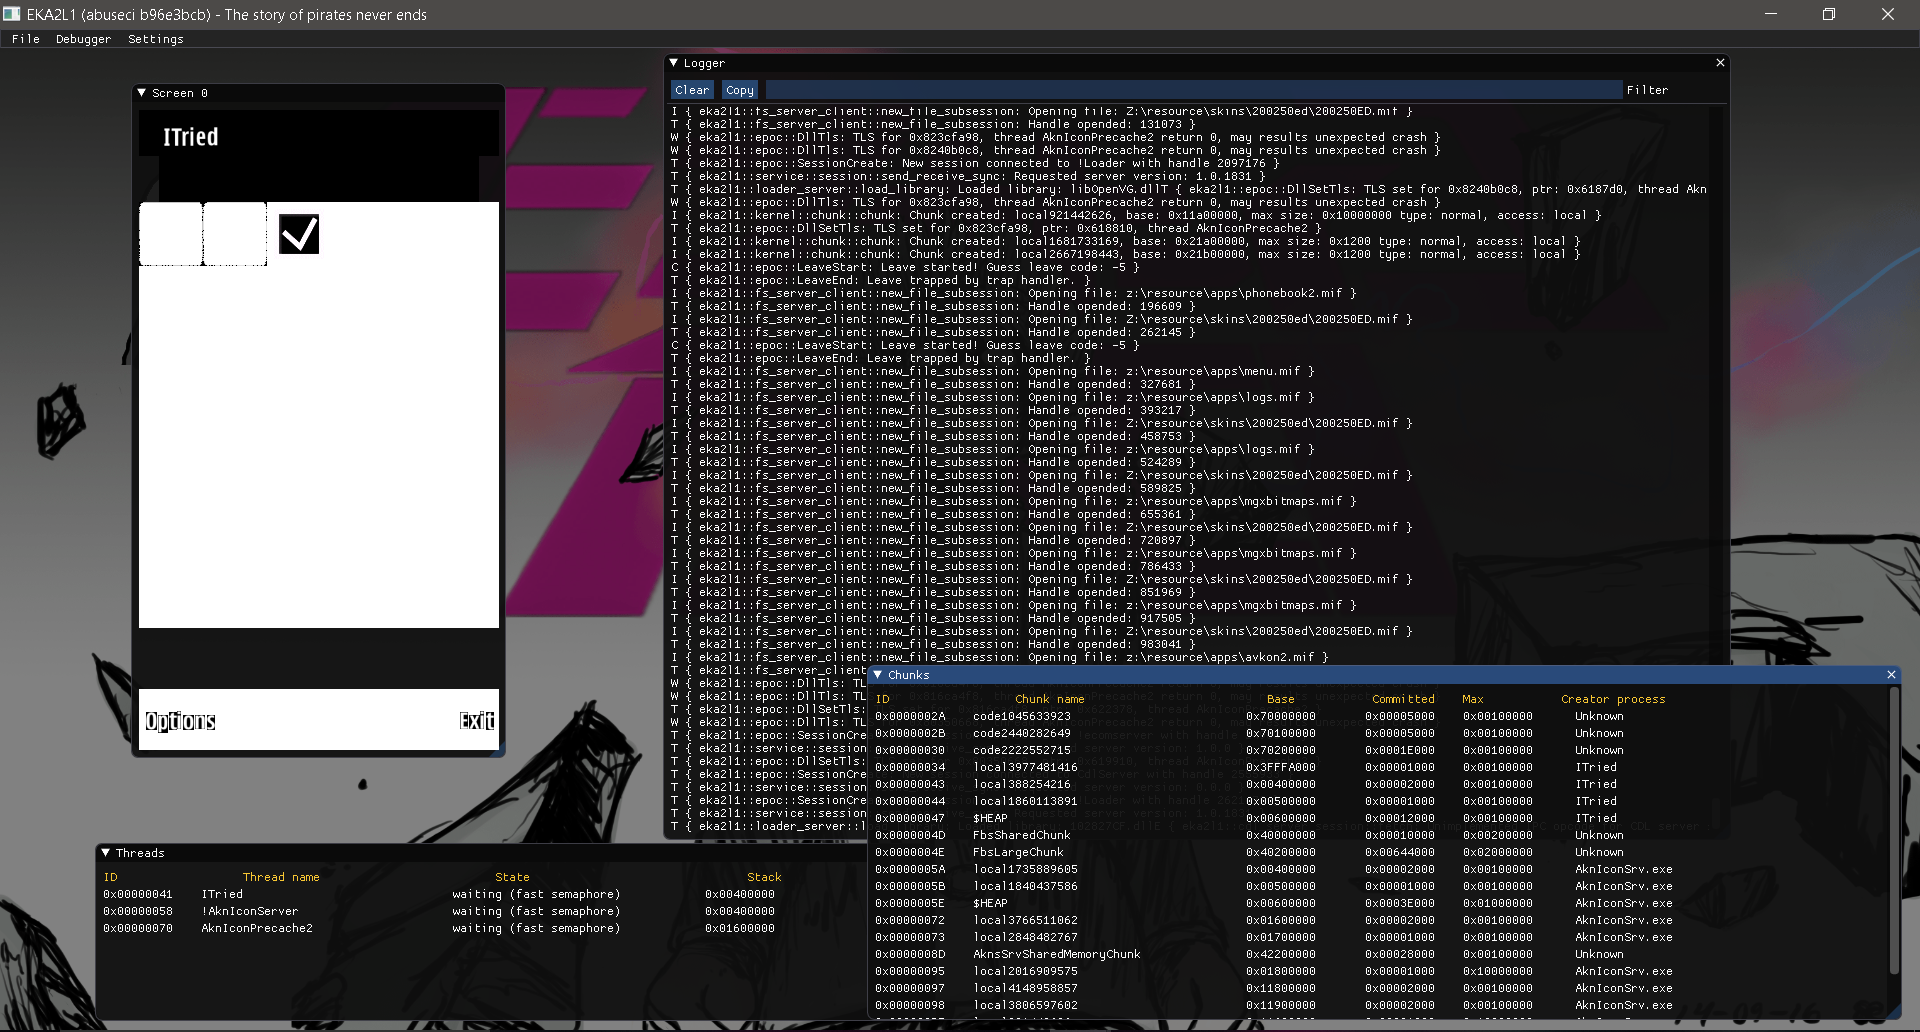 EKA2L1 (abuseci b96e3bcb) - The story of pirates never ends
File Debugger Settings
Screen 0
ITried
Options Exit
Logger
Clear Copy Filter
I { eka2l1::fs_server_client::new_file_subsession: Opening file: Z:\resource\skins\200250ed\200250ED.mif }
T { eka2l1::fs_server_client::new_file_subsession: Handle opended: 131073 }
W { eka2l1::epoc::DllTls: TLS for 0x823cfa98, thread AknIconPrecache2 return 0, may results unexpected crash }
W { eka2l1::epoc::DllTls: TLS for 0x8240b0c8, thread AknIconPrecache2 return 0, may results unexpected crash }
T { eka2l1::epoc::SessionCreate: New session connected to !Loader with handle 2097176 }
T { eka2l1::service::session::send_receive_sync: Requested server version: 1.0.1831 }
T { eka2l1::loader_server::load_library: Loaded library: libOpenVG.dllT { eka2l1::epoc::DllSetTls: TLS set for 0x8240b0c8, ptr: 0x6187d0, thread Akn
W { eka2l1::epoc::DllTls: TLS for 0x823cfa98, thread AknIconPrecache2 return 0, may results unexpected crash }
I { eka2l1::kernel::chunk::chunk: Chunk created: local921442626, base: 0x11a00000, max size: 0x10000000 type: normal, access: local }
T { eka2l1::epoc::DllSetTls: TLS set for 0x823cfa98, ptr: 0x618810, thread AknIconPrecache2 }
I { eka2l1::kernel::chunk::chunk: Chunk created: local1681733169, base: 0x21a00000, max size: 0x1200 type: normal, access: local }
I { eka2l1::kernel::chunk::chunk: Chunk created: local2667198443, base: 0x21b00000, max size: 0x1200 type: normal, access: local }
C { eka2l1::epoc::LeaveStart: Leave started! Guess leave code: -5 }
T { eka2l1::epoc::LeaveEnd: Leave trapped by trap handler. }
I { eka2l1::fs_server_client::new_file_subsession: Opening file: z:\resource\apps\phonebook2.mif }
T { eka2l1::fs_server_client::new_file_subsession: Handle opended: 196609 }
I { eka2l1::fs_server_client::new_file_subsession: Opening file: Z:\resource\skins\200250ed\200250ED.mif }
T { eka2l1::fs_server_client::new_file_subsession: Handle opended: 262145 }
C { eka2l1::epoc::LeaveStart: Leave started! Guess leave code: -5 }
T { eka2l1::epoc::LeaveEnd: Leave trapped by trap handler. }
I { eka2l1::fs_server_client::new_file_subsession: Opening file: z:\resource\apps\menu.mif }
T { eka2l1::fs_server_client::new_file_subsession: Handle opended: 327681 }
I { eka2l1::fs_server_client::new_file_subsession: Opening file: z:\resource\apps\logs.mif }
T { eka2l1::fs_server_client::new_file_subsession: Handle opended: 393217 }
I { eka2l1::fs_server_client::new_file_subsession: Opening file: Z:\resource\skins\200250ed\200250ED.mif }
T { eka2l1::fs_server_client::new_file_subsession: Handle opended: 458753 }
I { eka2l1::fs_server_client::new_file_subsession: Opening file: z:\resource\apps\logs.mif }
T { eka2l1::fs_server_client::new_file_subsession: Handle opended: 524289 }
I { eka2l1::fs_server_client::new_file_subsession: Opening file: Z:\resource\skins\200250ed\200250ED.mif }
T { eka2l1::fs_server_client::new_file_subsession: Handle opended: 589825 }
I { eka2l1::fs_server_client::new_file_subsession: Opening file: z:\resource\apps\mgxbitmaps.mif }
T { eka2l1::fs_server_client::new_file_subsession: Handle opended: 655361 }
I { eka2l1::fs_server_client::new_file_subsession: Opening file: Z:\resource\skins\200250ed\200250ED.mif }
T { eka2l1::fs_server_client::new_file_subsession: Handle opended: 720897 }
I { eka2l1::fs_server_client::new_file_subsession: Opening file: z:\resource\apps\mgxbitmaps.mif }
T { eka2l1::fs_server_client::new_file_subsession: Handle opended: 786433 }
I { eka2l1::fs_server_client::new_file_subsession: Opening file: Z:\resource\skins\200250ed\200250ED.mif }
T { eka2l1::fs_server_client::new_file_subsession: Handle opended: 851969 }
I { eka2l1::fs_server_client::new_file_subsession: Opening file: z:\resource\apps\mgxbitmaps.mif }
T { eka2l1::fs_server_client::new_file_subsession: Handle opended: 917505 }
I { eka2l1::fs_server_client::new_file_subsession: Opening file: Z:\resource\skins\200250ed\200250ED.mif }
T { eka2l1::fs_server_client::new_file_subsession: Handle opended: 983041 }
I { eka2l1::fs_server_client::new_file_subsession: Opening file: z:\resource\apps\avkon2.mif }
T { eka2l1::fs_server_client
W { eka2l1::epoc::DllTls: TL
W { eka2l1::epoc::DllTls: TL
T { eka2l1::epoc::DllSetTls:
W { eka2l1::epoc::DllTls: TL
T { eka2l1::epoc::SessionCre
T { eka2l1::service::session
T { eka2l1::epoc::DllSetTls:
T { eka2l1::epoc::SessionCre
T { eka2l1::service::session
T { eka2l1::epoc::SessionCre
T { eka2l1::service::session
T { eka2l1::loader_server::l
Chunks
ID Chunk name Base Committed Max Creator process
0x0000002A code1045633923 0x70000000 0x00005000 0x00100000 Unknown
0x0000002B code2440282649 0x70100000 0x00005000 0x00100000 Unknown
0x00000030 code2222552715 0x70200000 0x0001E000 0x00100000 Unknown
0x00000034 local3977481416 0x3FFFA000 0x00001000 0x00100000 ITried
0x00000043 local388254216 0x00400000 0x00002000 0x00100000 ITried
0x00000044 local1860113891 0x00500000 0x00001000 0x00100000 ITried
0x00000047 $HEAP 0x00600000 0x00012000 0x00100000 ITried
0x0000004D FbsSharedChunk 0x40000000 0x00010000 0x00200000 Unknown
0x0000004E FbsLargeChunk 0x40200000 0x00644000 0x02000000 Unknown
0x0000005A local1735889605 0x00400000 0x00002000 0x00100000 AknIconSrv.exe
0x0000005B local1840437586 0x00500000 0x00001000 0x00100000 AknIconSrv.exe
0x0000005E $HEAP 0x00600000 0x0003E000 0x01000000 AknIconSrv.exe
0x00000072 local3766511062 0x01600000 0x00002000 0x00100000 AknIconSrv.exe
0x00000073 local2848482767 0x01700000 0x00001000 0x00100000 AknIconSrv.exe
0x0000008D AknsSrvSharedMemoryChunk 0x42200000 0x00028000 0x00100000 Unknown
0x00000095 local2016909575 0x01800000 0x00001000 0x10000000 AknIconSrv.exe
0x00000097 local4148958857 0x11800000 0x00002000 0x00100000 AknIconSrv.exe
0x00000098 local3806597602 0x11900000 0x00002000 0x00100000 AknIconSrv.exe
Threads
ID Thread name State Stack
0x00000041 ITried waiting (fast semaphore) 0x00400000
0x00000058 !AknIconServer waiting (fast semaphore) 0x00400000
0x00000070 AknIconPrecache2 waiting (fast semaphore) 0x01600000
14-09-16